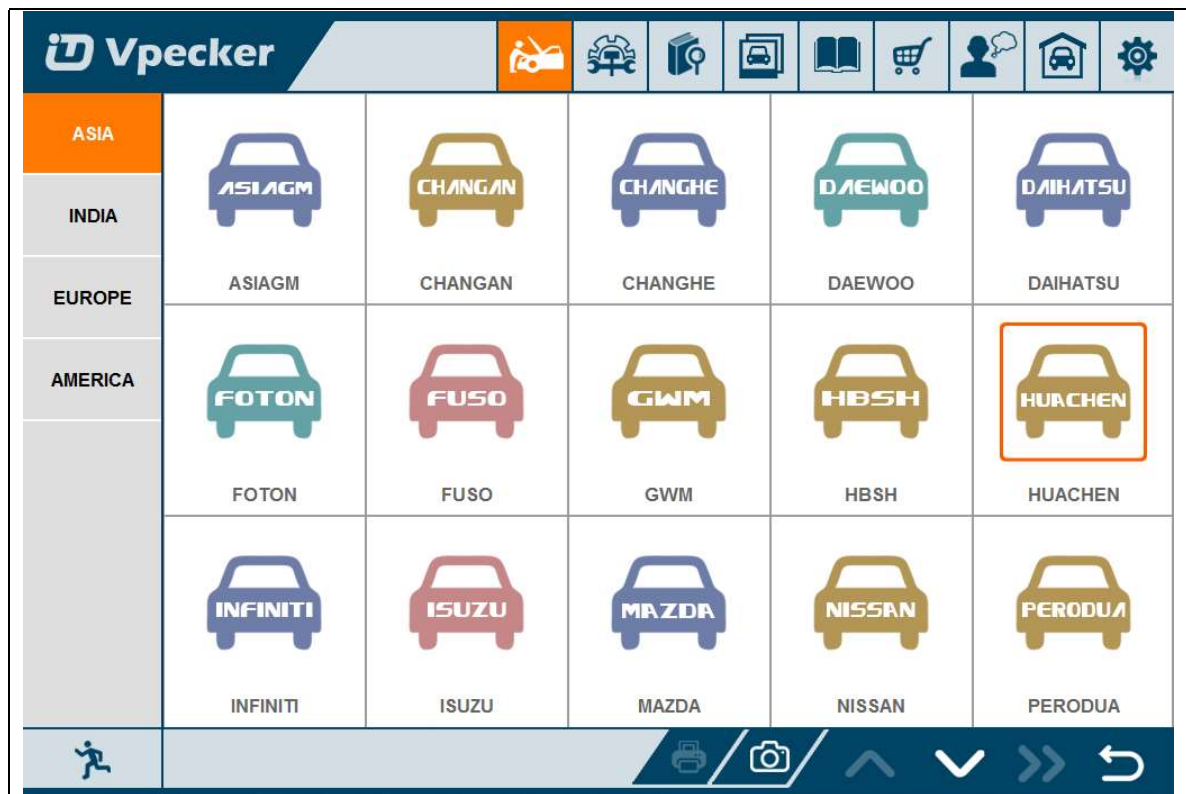 iD Vpecker
ASIA
INDIA
EUROPE
AMERICA
ASIAGM CHANGAN CHANGHE DAEWOO DAIHATSU
ASIAGM CHANGAN CHANGHE DAEWOO DAIHATSU
FOTON FUSO GWM HBSH HUACHEN
FOTON FUSO GWM HBSH HUACHEN
INFINITI ISUZU MAZDA NISSAN PERODUA
INFINITI ISUZU MAZDA NISSAN PERODUA